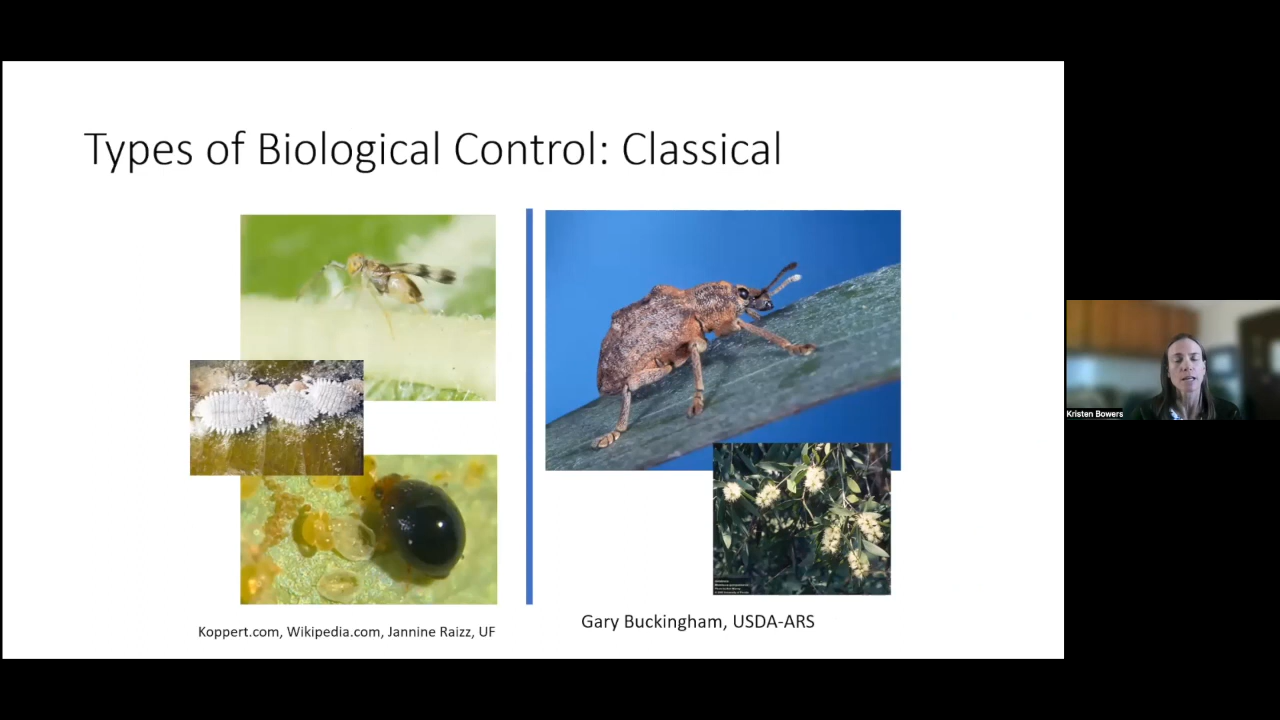 Types of Biological Control: Classical
Kristen Bowers
Gary Buckingham, USDA-ARS
Koppert.com, Wikipedia.com, Jannine Raizz, UF